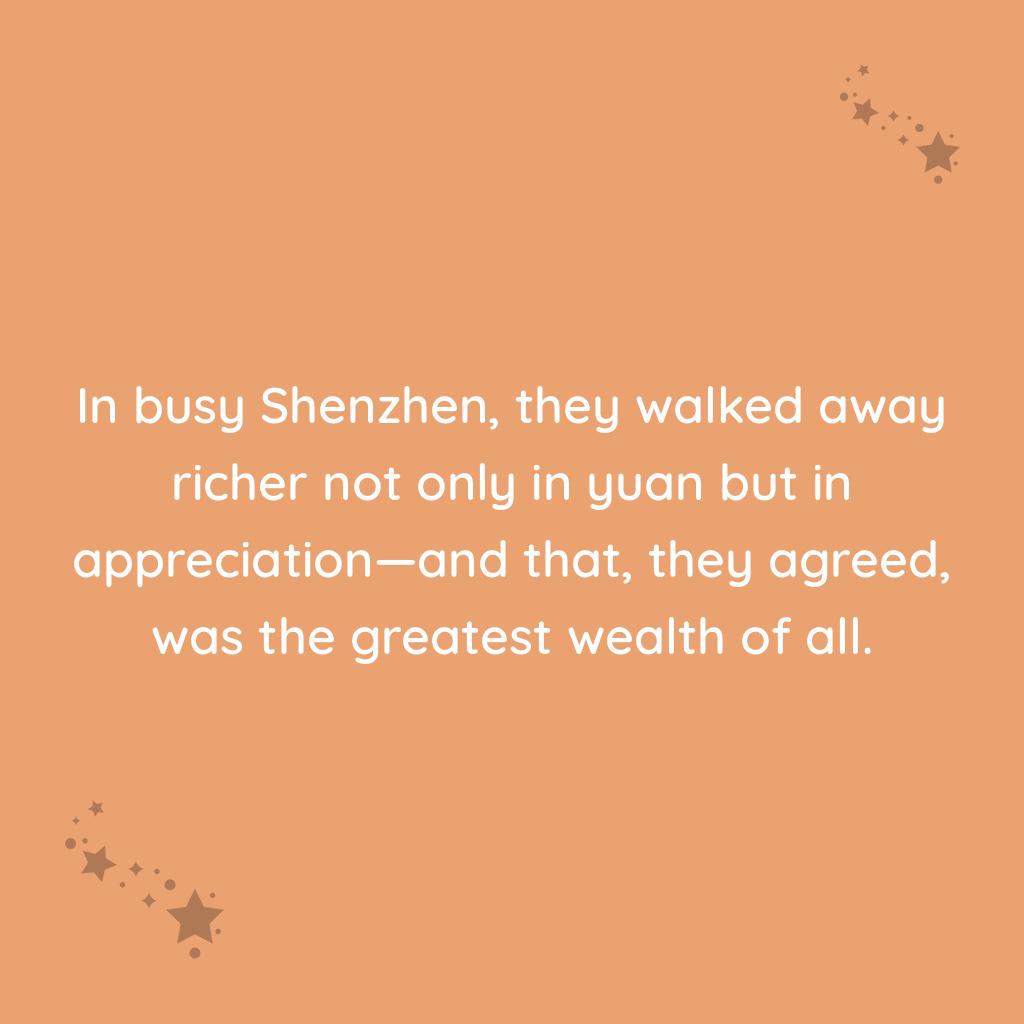 In busy Shenzhen, they walked away
richer not only in yuan but in
appreciation—and that, they agreed,
was the greatest wealth of all.